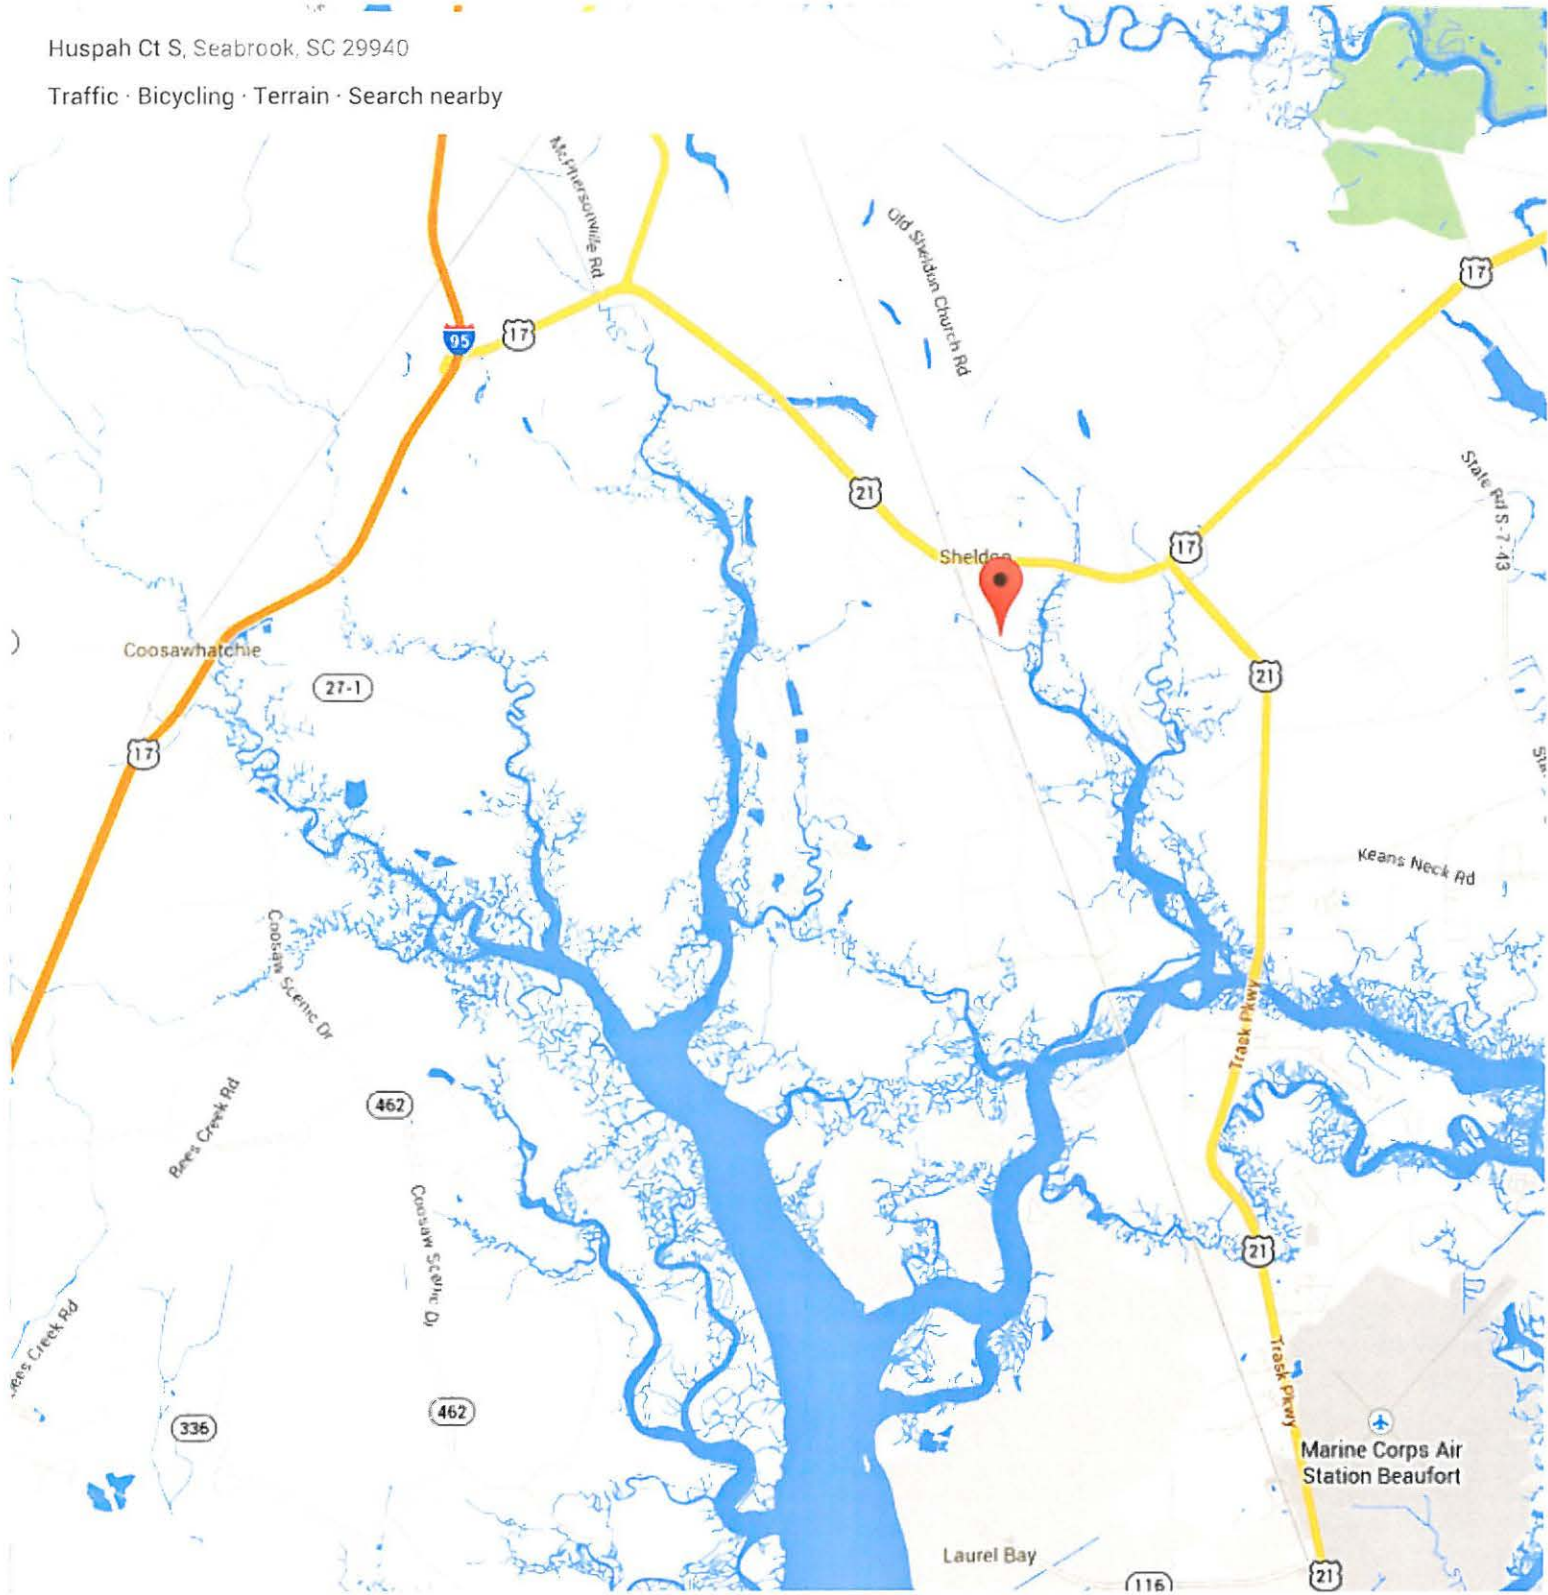 Huspah Ct S, Seabrook, SC 29940
Traffic · Bicycling · Terrain · Search nearby
McPhersonville Rd
Old Sheldon Church Rd
17
95
17
21
State Rd S-7-43
Sheldon
17
Coosawhatchie
27-1
21
17
Keans Neck Rd
Coosaw Scenic Dr
Trask Pkwy
Bees Creek Rd
462
Coosaw Scenic Dr
21
ees Creek Rd
Trask Pkwy
336
462
Marine Corps Air
Station Beaufort
Laurel Bay
116
21